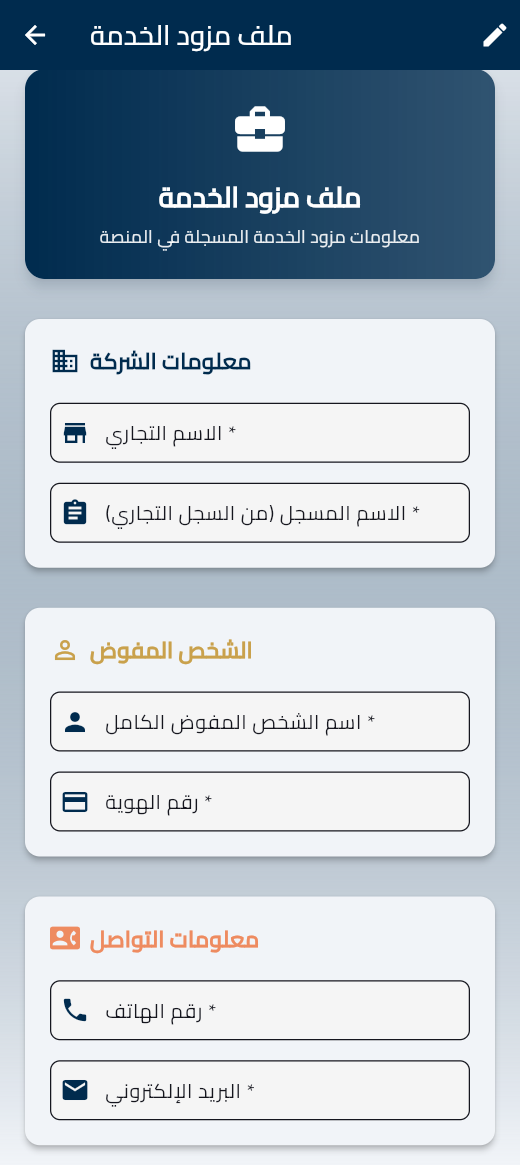 ملف مزود الخدمة
ملف مزود الخدمة
معلومات مزود الخدمة المسجلة في المنصة
معلومات الشركة
الاسم التجاري *
الاسم المسجل (من السجل التجاري) *
الشخص المفوض
اسم الشخص المفوض الكامل *
رقم الهوية *
معلومات التواصل
رقم الهاتف *
البريد الإلكتروني *